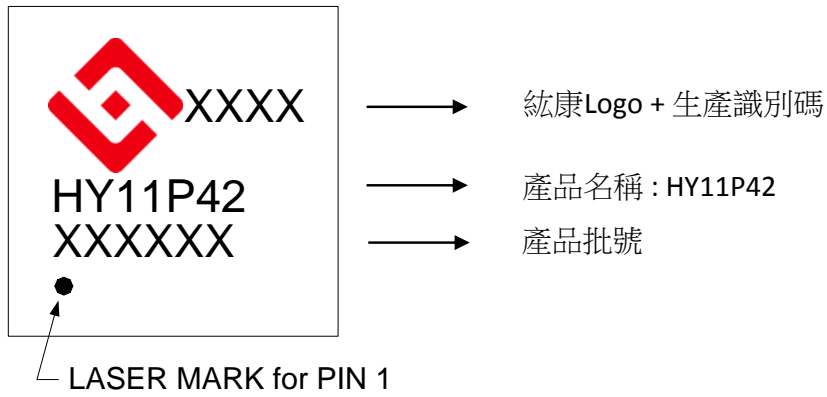 XXXX
紘康Logo + 生產識別碼
HY11P42
產品名稱 : HY11P42
XXXXXX
產品批號
LASER MARK for PIN 1